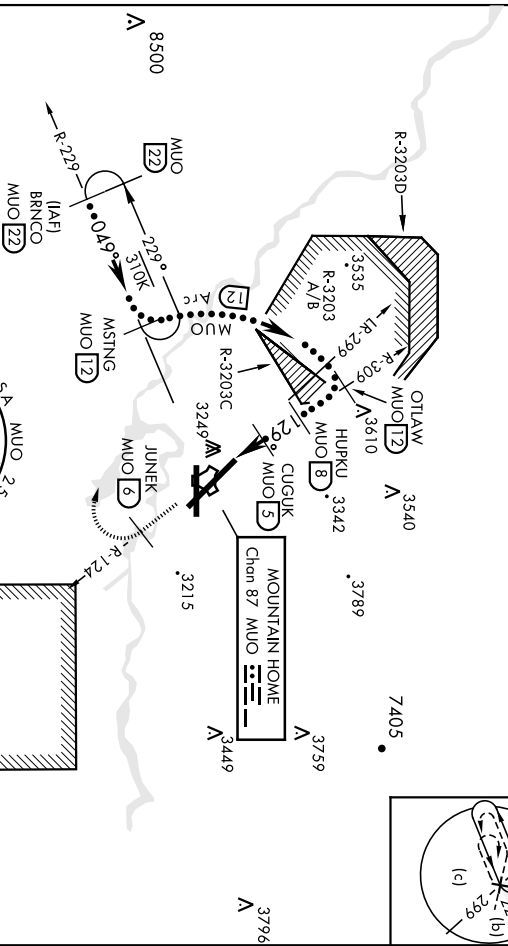 8500
R-3203D
MUO
22
R-229
(IAF)
BRNCO
MUO 22
049°
229°
310K
MSTNG
MUO 12
12
MUO
Arc
3535
R-3203
A/B
R-3203C
LR-299
R-309
OTLAW
MUO 12
3610
129°
HUPKU
MUO 8
CUGUK
MUO 5
3249
3540
3342
JUNEK
MUO 6
R-124
3215
3789
MOUNTAIN HOME
Chan 87 MUO
7405
3449
3759
3796
MUO
(c)
(b)
299